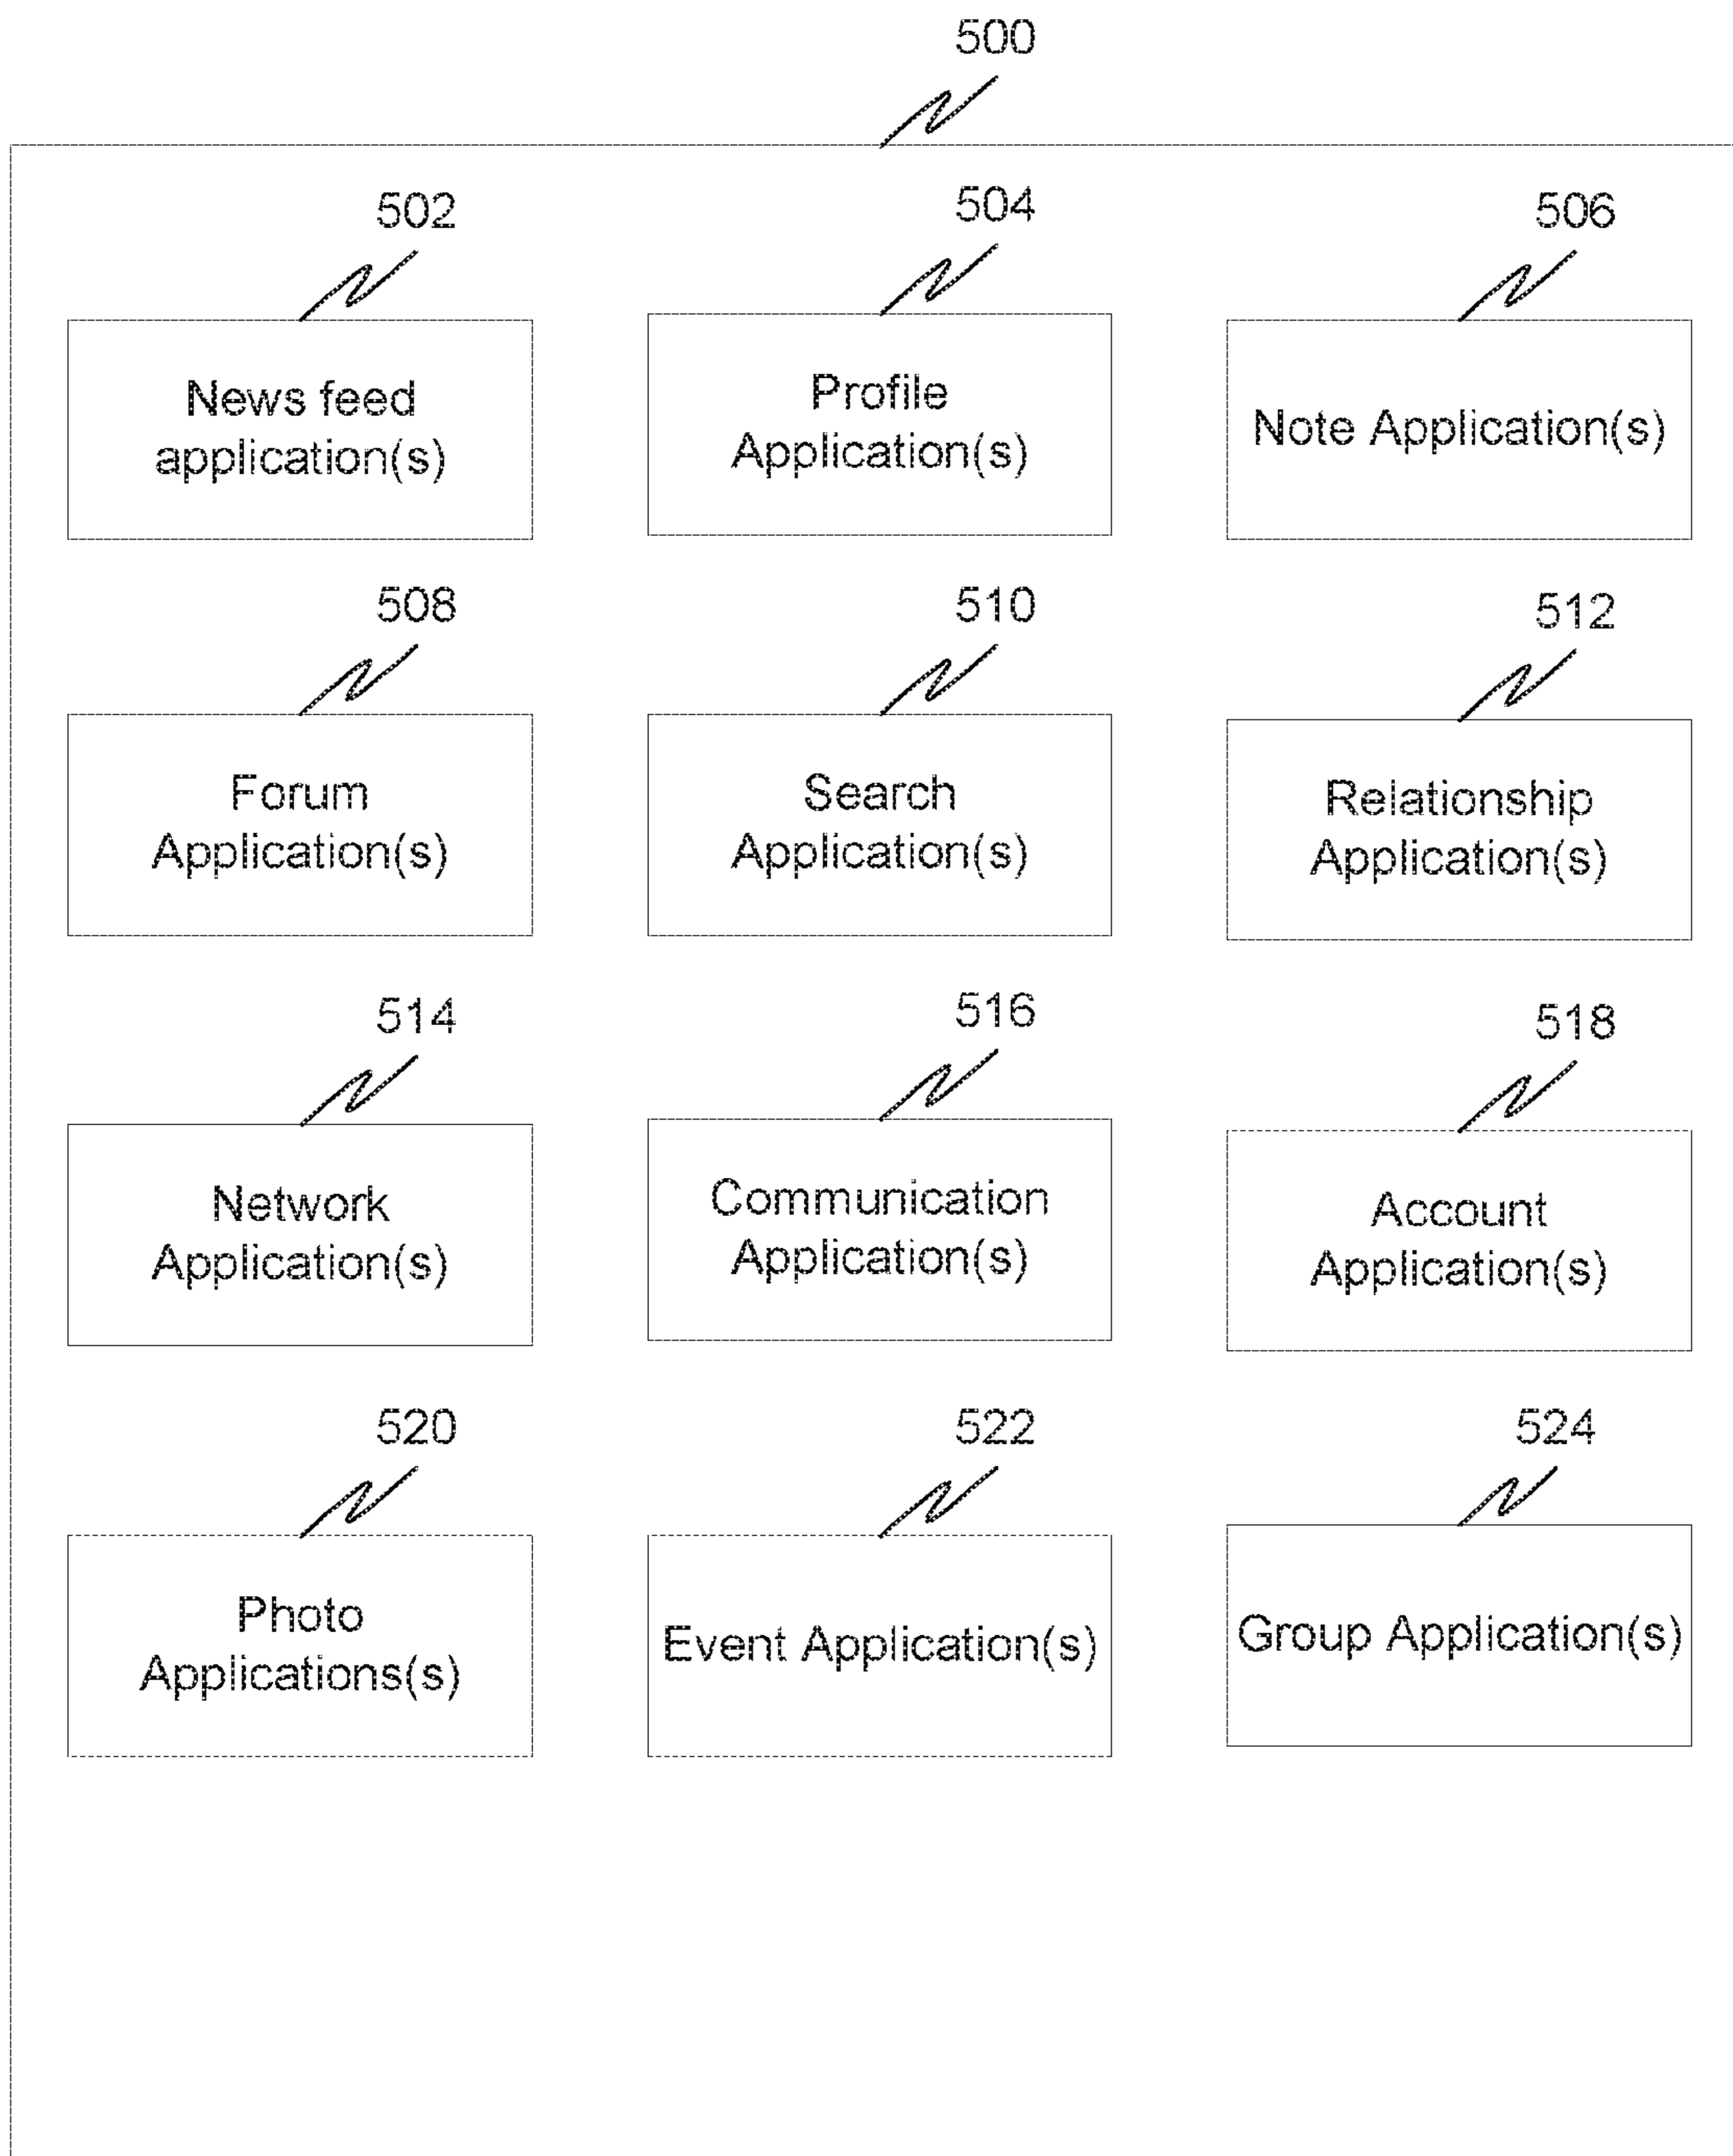 500
502
504
506
News feed
application(s)
Profile
Application(s)
Note Application(s)
508
510
512
Forum
Application(s)
Search
Application(s)
Relationship
Application(s)
514
516
518
Network
Application(s)
Communication
Application(s)
Account
Application(s)
520
522
524
Photo
Applications(s)
Event Application(s)
Group Application(s)